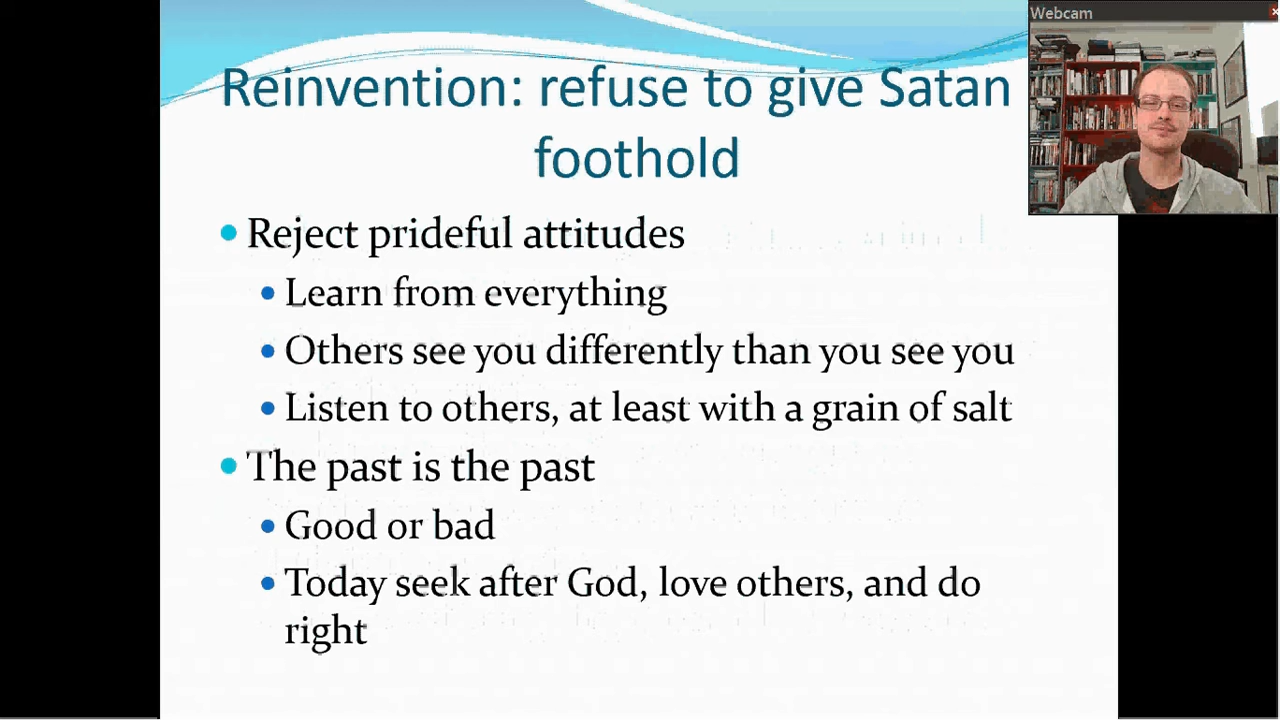 Webcam
Reinvention: refuse to give Satan
foothold
Reject prideful attitudes
Learn from everything
Others see you differently than you see you
Listen to others, at least with a grain of salt
The past is the past
Good or bad
Today seek after God, love others, and do
right